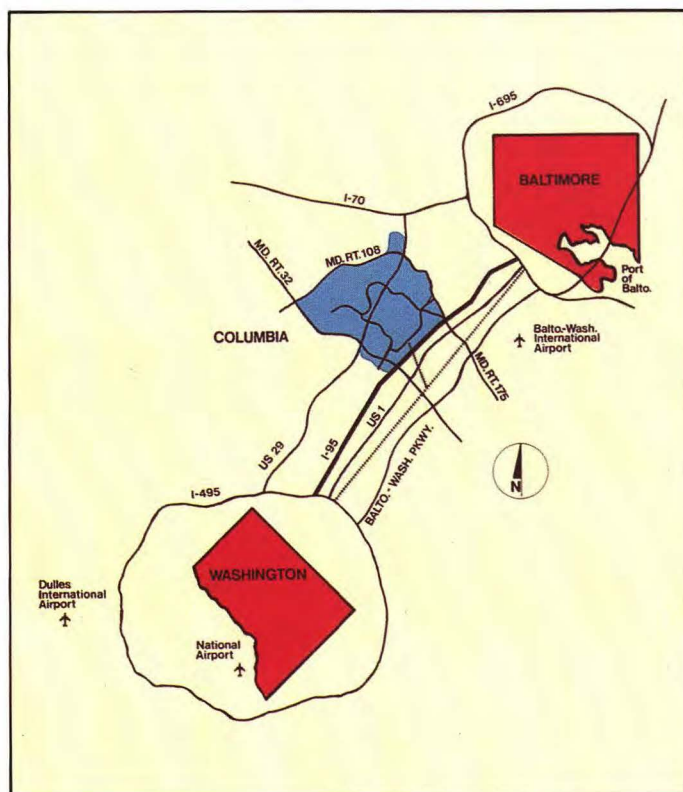 I-695
BALTIMORE
I-70
MD. RT. 108
MD. RT. 32
Port
of
Balto.
COLUMBIA
Balto.-Wash.
International
Airport
MD. RT. 175
US 1
US 29
I-95
BALTO. - WASH. PKWY.
N
I-495
WASHINGTON
Dulles
International
Airport
National
Airport